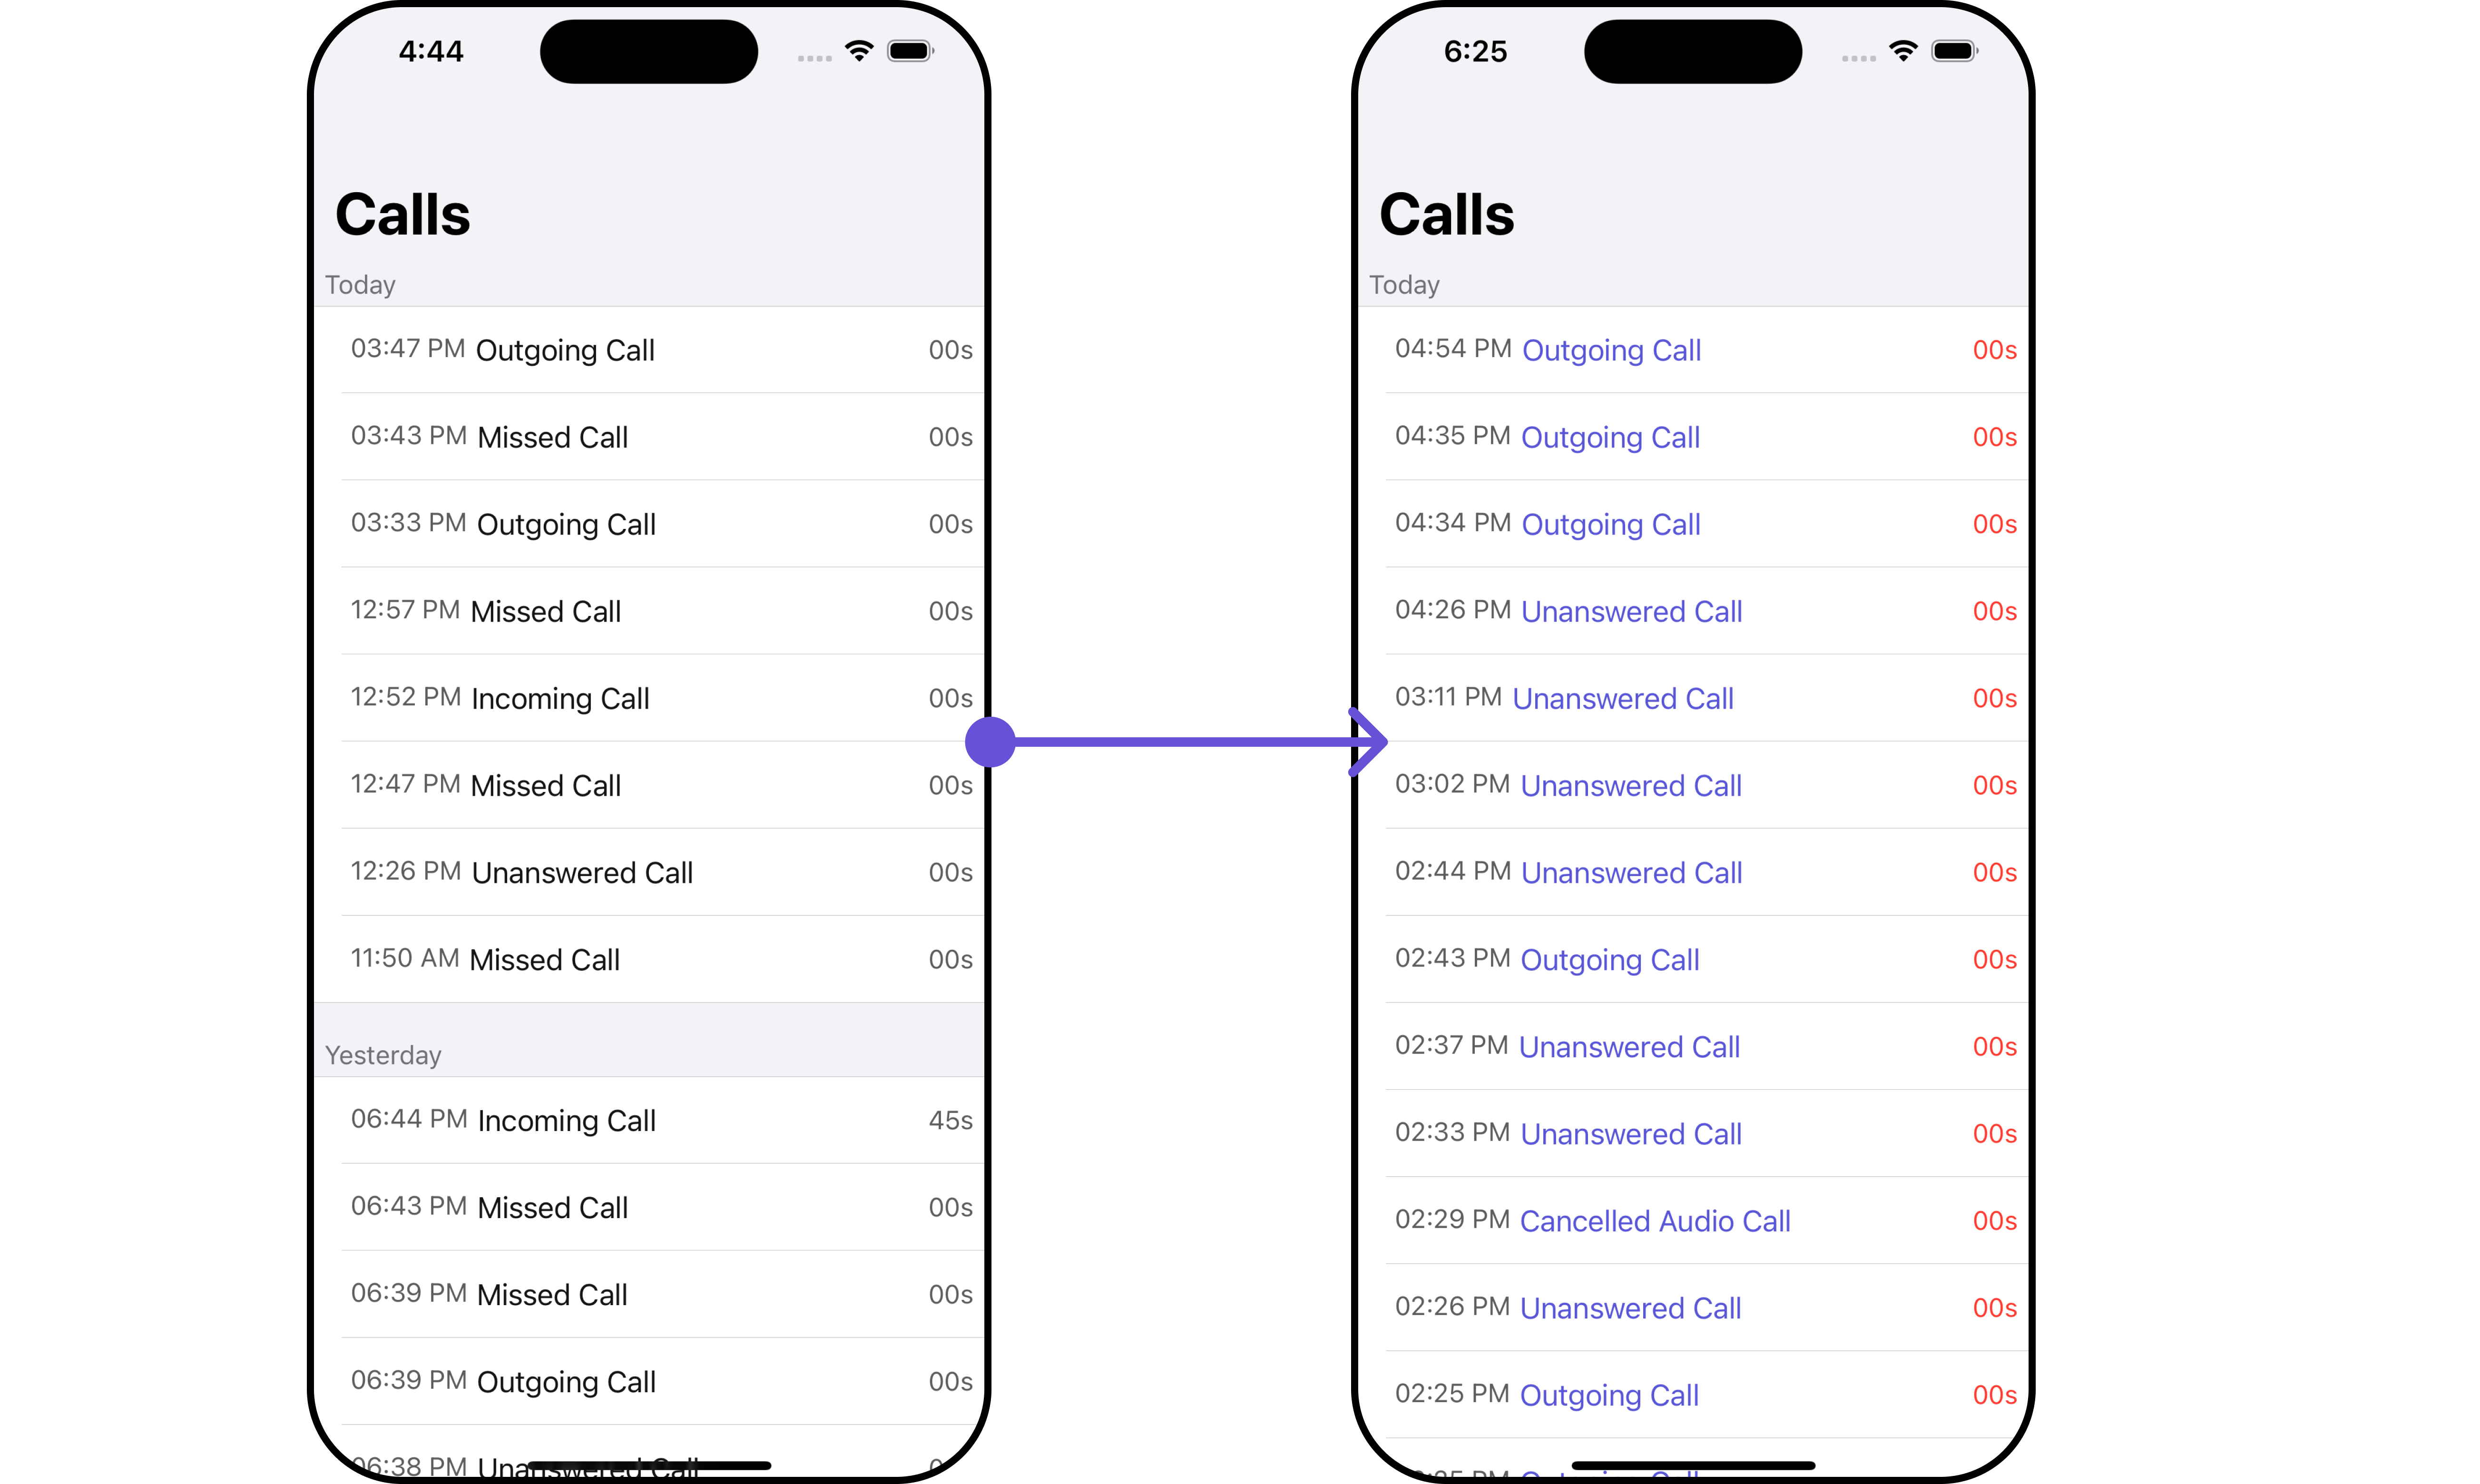 4:44
Calls
Today
03:47 PM Outgoing Call 00s
03:43 PM Missed Call 00s
03:33 PM Outgoing Call 00s
12:57 PM Missed Call 00s
12:52 PM Incoming Call 00s
12:47 PM Missed Call 00s
12:26 PM Unanswered Call 00s
11:50 AM Missed Call 00s
Yesterday
06:44 PM Incoming Call 45s
06:43 PM Missed Call 00s
06:39 PM Missed Call 00s
06:39 PM Outgoing Call 00s
06:38 PM Unanswered Call
6:25
Calls
Today
04:54 PM Outgoing Call 00s
04:35 PM Outgoing Call 00s
04:34 PM Outgoing Call 00s
04:26 PM Unanswered Call 00s
03:11 PM Unanswered Call 00s
03:02 PM Unanswered Call 00s
02:44 PM Unanswered Call 00s
02:43 PM Outgoing Call 00s
02:37 PM Unanswered Call 00s
02:33 PM Unanswered Call 00s
02:29 PM Cancelled Audio Call 00s
02:26 PM Unanswered Call 00s
02:25 PM Outgoing Call 00s